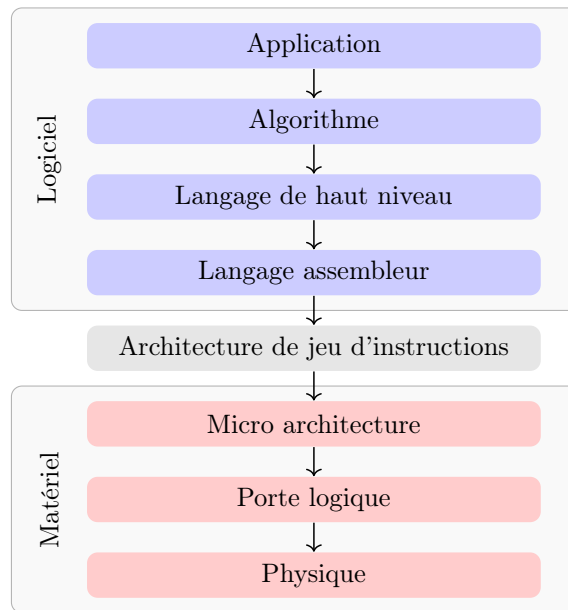 Logiciel
Application
Algorithme
Langage de haut niveau
Langage assembleur
Architecture de jeu d'instructions
Matériel
Micro architecture
Porte logique
Physique